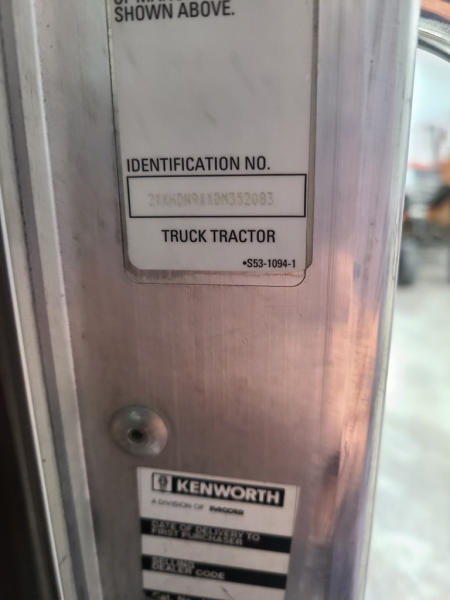 SHOWN ABOVE.
IDENTIFICATION NO.
TRUCK TRACTOR
•S53-1094-1
KENWORTH
A DIVISION OF PACCAR
DATE OF DELIVERY TO
FIRST PURCHASER
SELLING
DEALER CODE